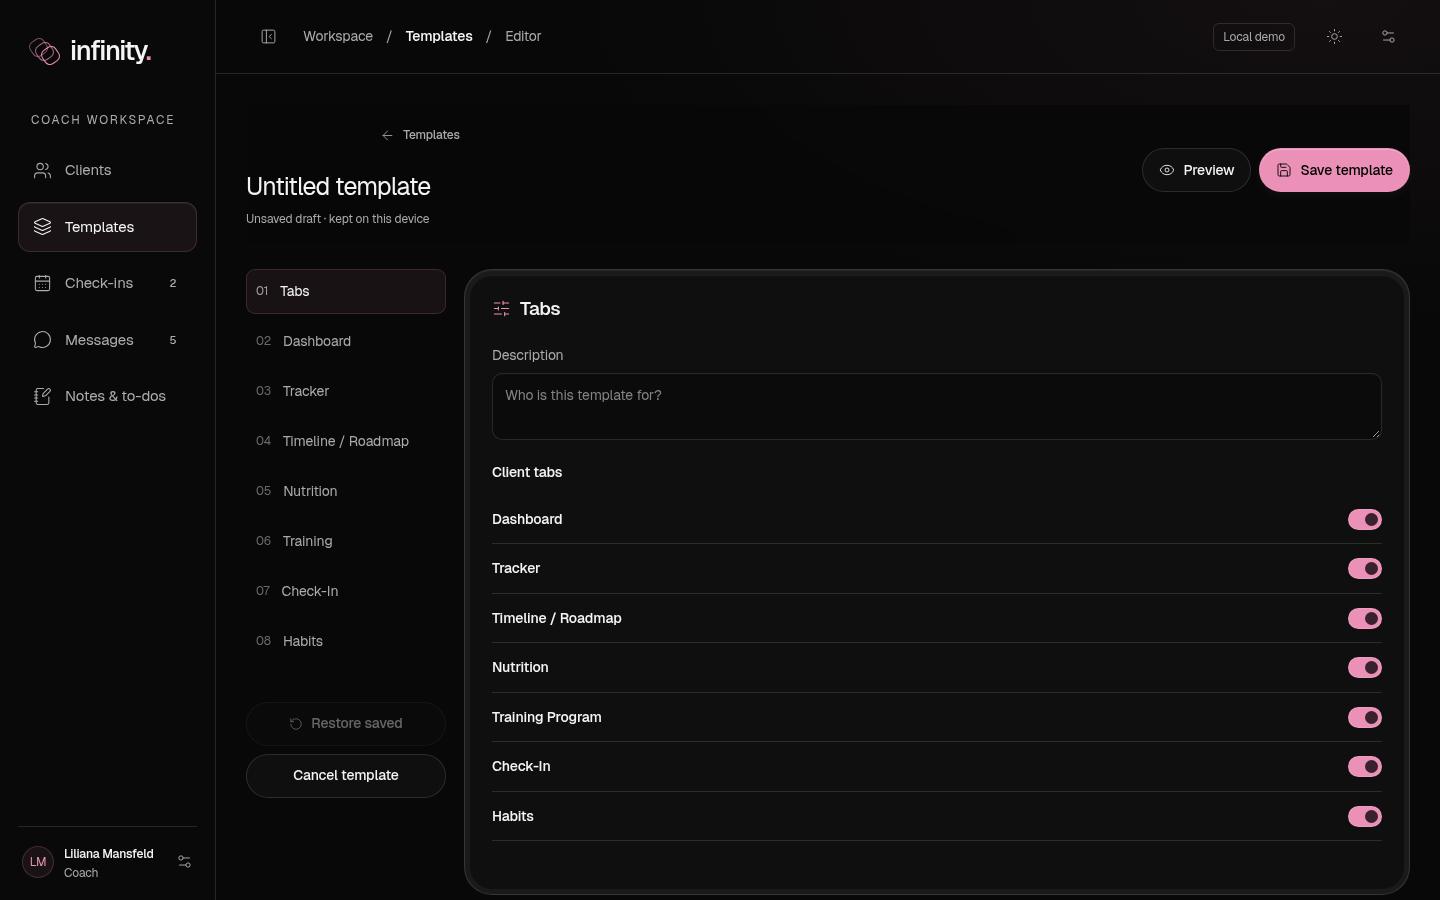 infinity.
COACH WORKSPACE
Clients
Templates
Check-ins 2
Messages 5
Notes & to-dos
LM
Liliana Mansfeld
Coach
Workspace / Templates / Editor
Local demo
Templates
Untitled template
Unsaved draft · kept on this device
Preview
Save template
01 Tabs
02 Dashboard
03 Tracker
04 Timeline / Roadmap
05 Nutrition
06 Training
07 Check-In
08 Habits
Restore saved
Cancel template
Tabs
Description
Who is this template for?
Client tabs
Dashboard
Tracker
Timeline / Roadmap
Nutrition
Training Program
Check-In
Habits